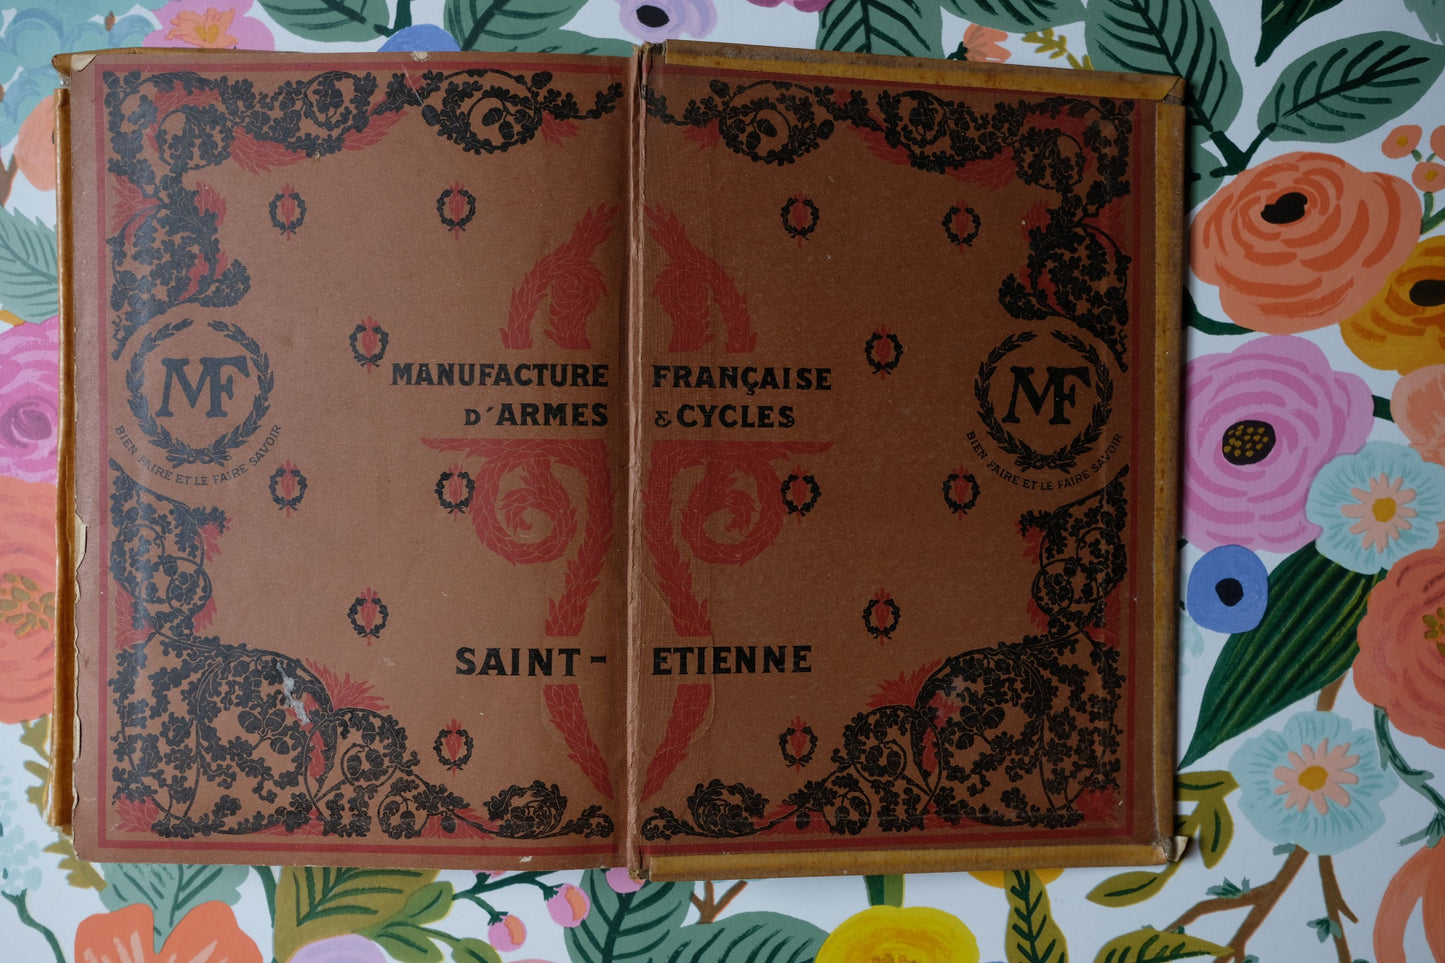 MANUFACTURE FRANÇAISE
D'ARMES & CYCLES
MF
BIEN FAIRE ET LE FAIRE SAVOIR
MF
BIEN FAIRE ET LE FAIRE SAVOIR
SAINT- ETIENNE